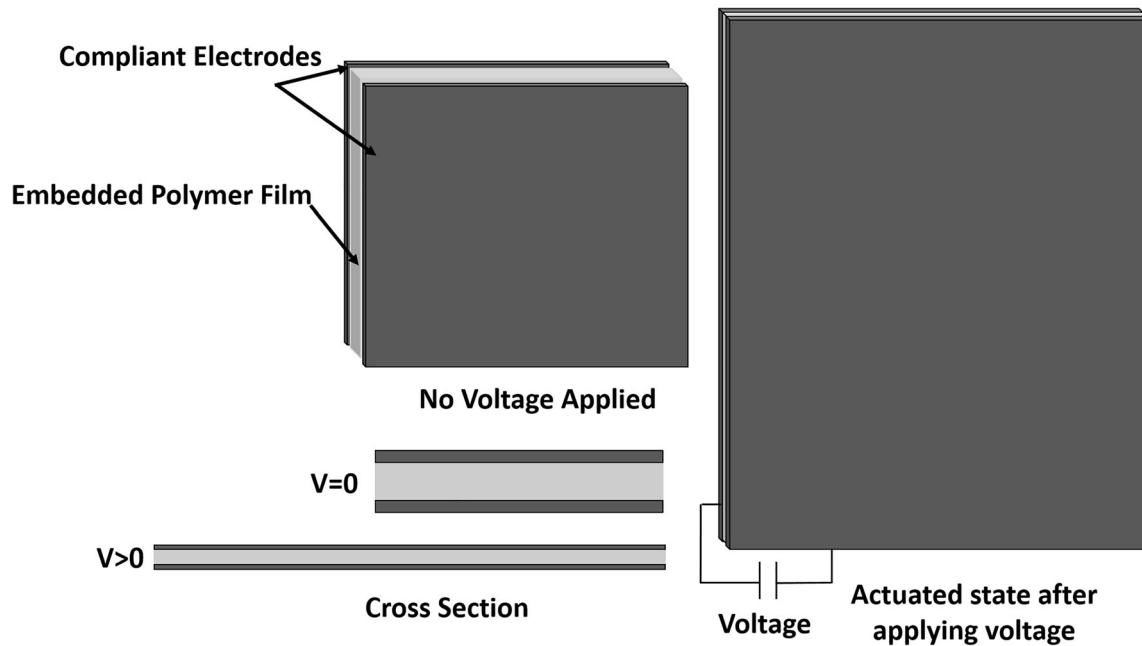 Compliant Electrodes
Embedded Polymer Film
No Voltage Applied
V=0
V>0
Cross Section
Voltage
Actuated state after
applying voltage